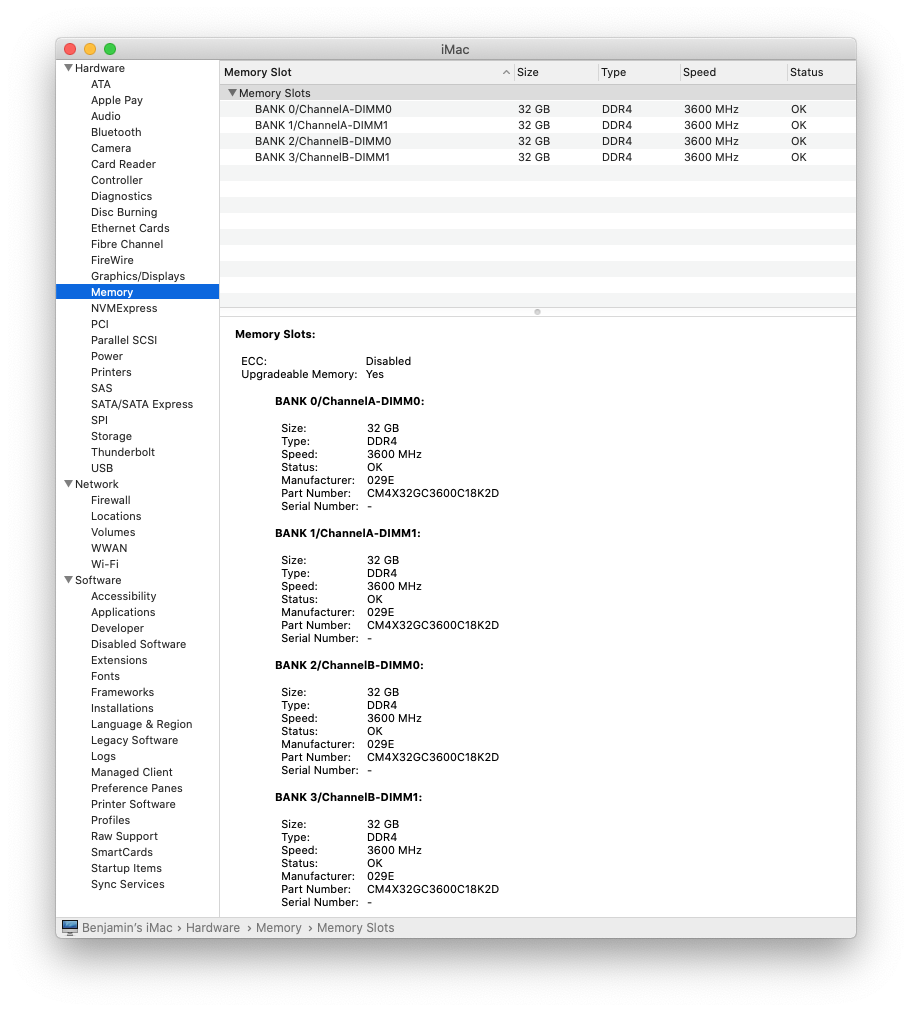 iMac
Hardware
ATA
Apple Pay
Audio
Bluetooth
Camera
Card Reader
Controller
Diagnostics
Disc Burning
Ethernet Cards
Fibre Channel
FireWire
Graphics/Displays
Memory
NVMExpress
PCI
Parallel SCSI
Power
Printers
SAS
SATA/SATA Express
SPI
Storage
Thunderbolt
USB
Network
Firewall
Locations
Volumes
WWAN
Wi-Fi
Software
Accessibility
Applications
Developer
Disabled Software
Extensions
Fonts
Frameworks
Installations
Language & Region
Legacy Software
Logs
Managed Client
Preference Panes
Printer Software
Profiles
Raw Support
SmartCards
Startup Items
Sync Services
Memory Slot Size Type Speed Status
Memory Slots
BANK 0/ChannelA-DIMM0 32 GB DDR4 3600 MHz OK
BANK 1/ChannelA-DIMM1 32 GB DDR4 3600 MHz OK
BANK 2/ChannelB-DIMM0 32 GB DDR4 3600 MHz OK
BANK 3/ChannelB-DIMM1 32 GB DDR4 3600 MHz OK
Memory Slots:
ECC: Disabled
Upgradeable Memory: Yes
BANK 0/ChannelA-DIMM0:
Size: 32 GB
Type: DDR4
Speed: 3600 MHz
Status: OK
Manufacturer: 029E
Part Number: CM4X32GC3600C18K2D
Serial Number: -
BANK 1/ChannelA-DIMM1:
Size: 32 GB
Type: DDR4
Speed: 3600 MHz
Status: OK
Manufacturer: 029E
Part Number: CM4X32GC3600C18K2D
Serial Number: -
BANK 2/ChannelB-DIMM0:
Size: 32 GB
Type: DDR4
Speed: 3600 MHz
Status: OK
Manufacturer: 029E
Part Number: CM4X32GC3600C18K2D
Serial Number: -
BANK 3/ChannelB-DIMM1:
Size: 32 GB
Type: DDR4
Speed: 3600 MHz
Status: OK
Manufacturer: 029E
Part Number: CM4X32GC3600C18K2D
Serial Number: -
Benjamin's iMac › Hardware › Memory › Memory Slots